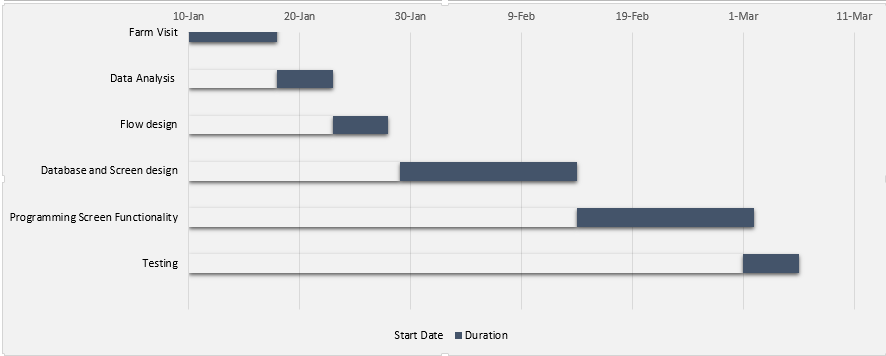 10-Jan 20-Jan 30-Jan 9-Feb 19-Feb 1-Mar 11-Mar
Farm Visit
Data Analysis
Flow design
Database and Screen design
Programming Screen Functionality
Testing
Start Date Duration